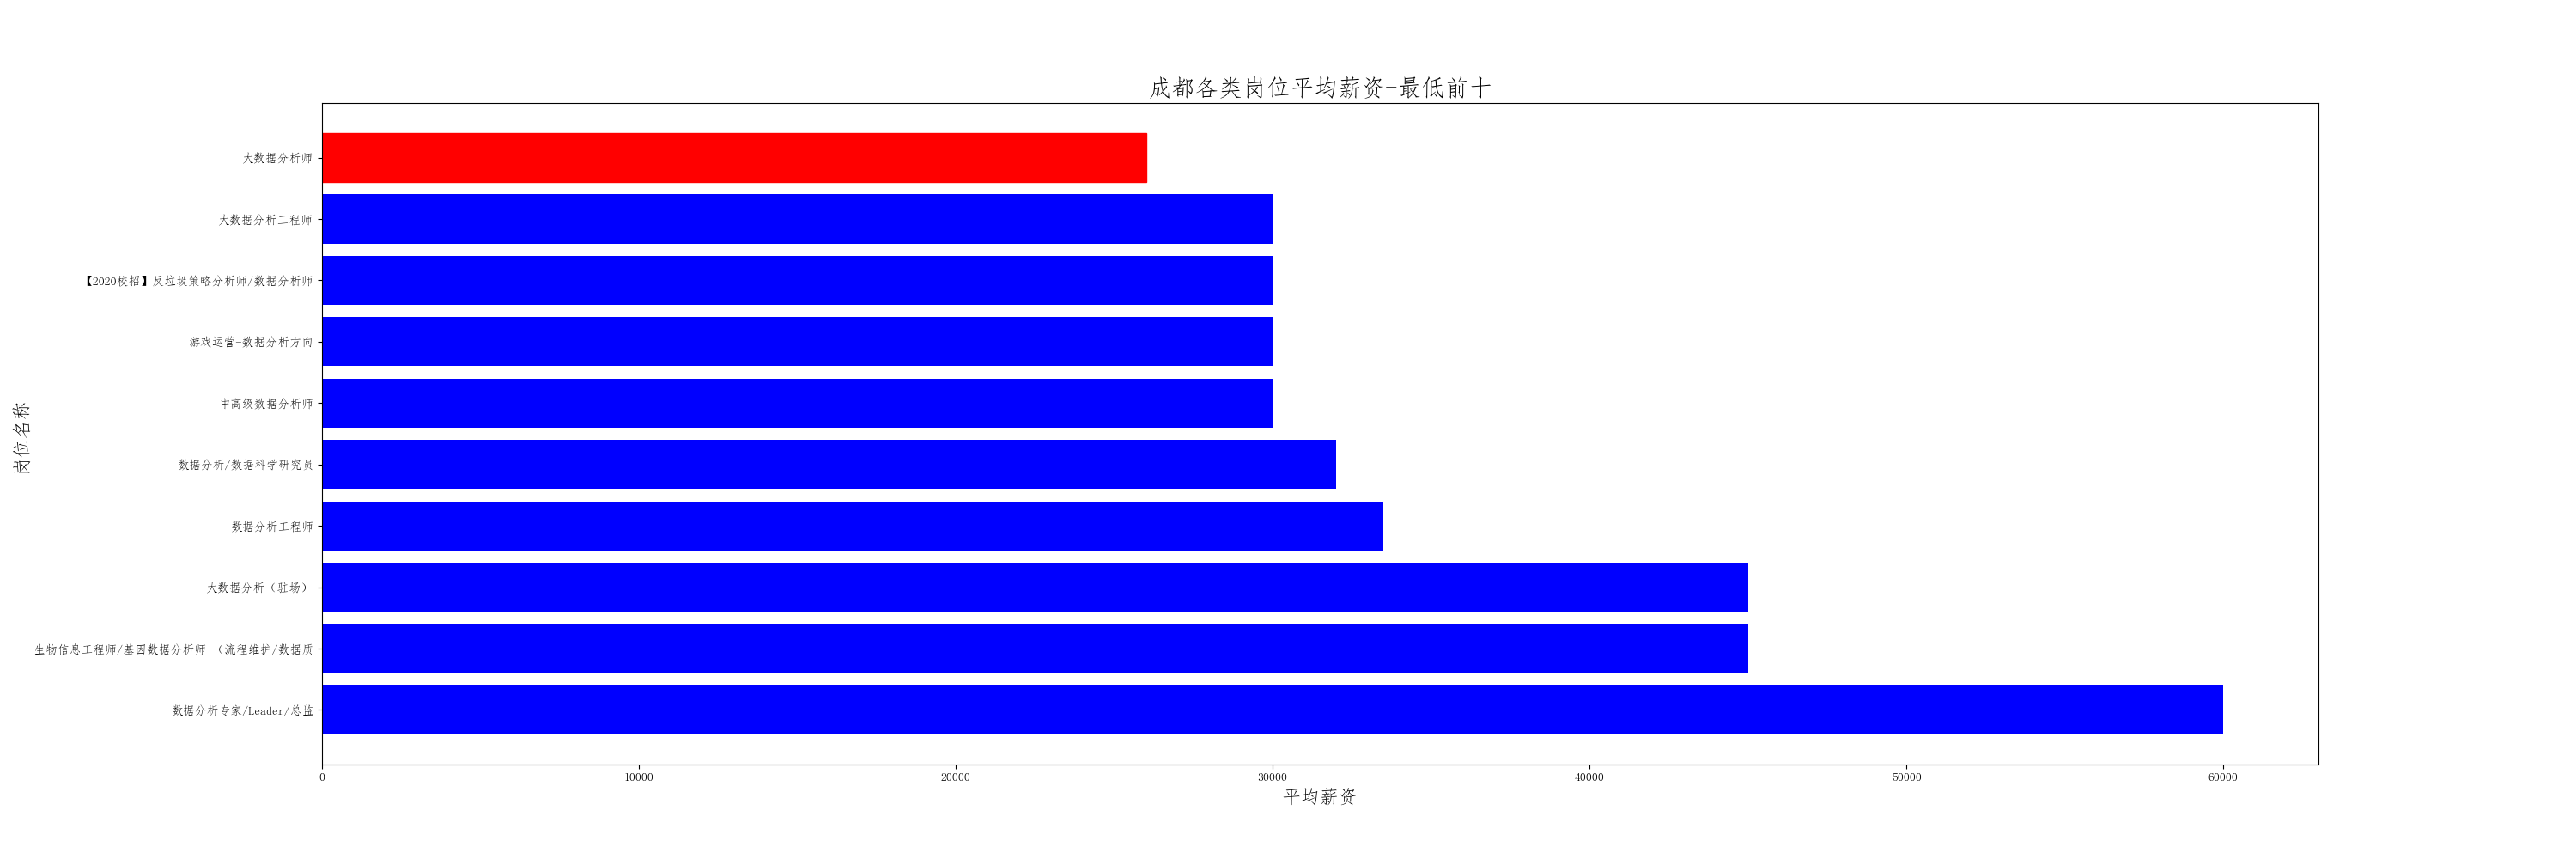 成都各类岗位平均薪资-最低前十
大数据分析师
大数据分析工程师
【2020校招】反垃圾策略分析师/数据分析师
游戏运营-数据分析方向
中高级数据分析师
数据分析/数据科学研究员
数据分析工程师
大数据分析（驻场）
生物信息工程师/基因数据分析师 （流程维护/数据质
数据分析专家/Leader/总监
岗位名称
0 10000 20000 30000 40000 50000 60000
平均薪资